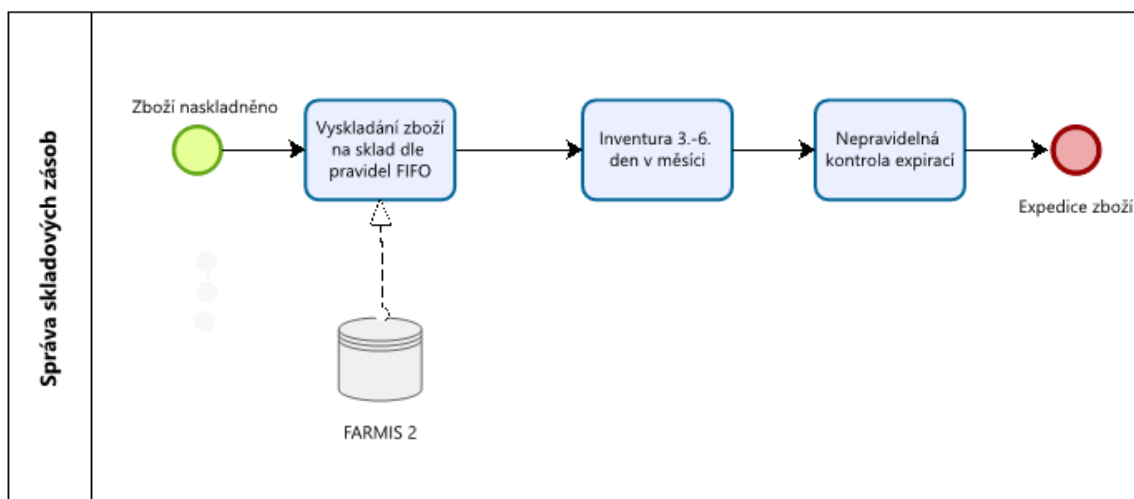 Správa skladových zásob
Zboží naskladněno
Vyskladání zboží
na sklad dle
pravidel FIFO
Inventura 3.-6.
den v měsíci
Nepravidelná
kontrola expirací
Expedice zboží
FARMIS 2